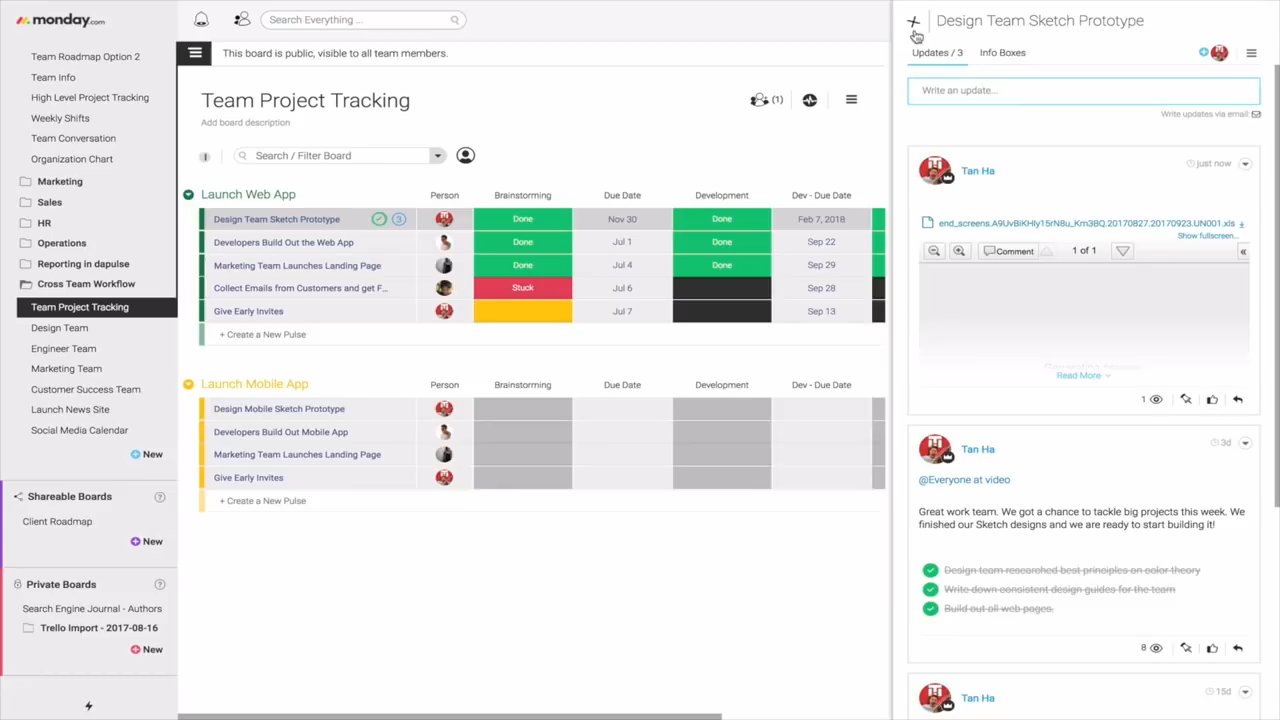 monday.com
Team Roadmap Option 2
Team Info
High Level Project Tracking
Weekly Shifts
Team Conversation
Organization Chart
Marketing
Sales
HR
Operations
Reporting in dapulse
Cross Team Workflow
Team Project Tracking
Design Team
Engineer Team
Marketing Team
Customer Success Team
Launch News Site
Social Media Calendar
New
Shareable Boards ?
Client Roadmap
New
Private Boards ?
Search Engine Journal - Authors
Trello Import - 2017-08-16
New
Search Everything ...
This board is public, visible to all team members.
Team Project Tracking
(1)
Add board description
Search / Filter Board
Launch Web App Person Brainstorming Due Date Development Dev - Due Date
Design Team Sketch Prototype 3 Done Nov 30 Done Feb 7, 2018
Developers Build Out the Web App Done Jul 1 Done Sep 22
Marketing Team Launches Landing Page Done Jul 4 Done Sep 29
Collect Emails from Customers and get F... Stuck Jul 6 Sep 28
Give Early Invites Jul 7 Sep 13
+ Create a New Pulse
Launch Mobile App Person Brainstorming Due Date Development Dev - Due Date
Design Mobile Sketch Prototype
Developers Build Out Mobile App
Marketing Team Launches Landing Page
Give Early Invites
+ Create a New Pulse
Design Team Sketch Prototype
Updates / 3 Info Boxes
Write an update...
Write updates via email:
Tan Ha just now
end_screens.A9UvBiKHly15rN8u_Km3BQ.20170827.20170923.UN001.xls
Show fullscreen...
Comment 1 of 1 «
Read More
1
Tan Ha 3d
@Everyone at video
Great work team. We got a chance to tackle big projects this week. We
finished our Sketch designs and we are ready to start building it!
Design team researched best principles on color theory
Write down consistent design guides for the team
Build out all web pages.
8
Tan Ha 15d